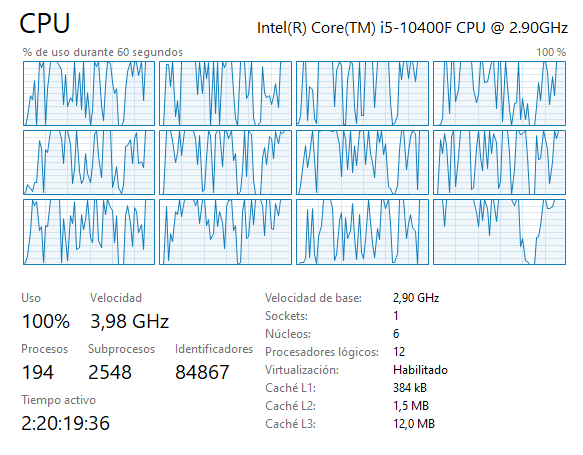 CPU
Intel(R) Core(TM) i5-10400F CPU @ 2.90GHz
% de uso durante 60 segundos
100 %
Uso
Velocidad
100%
3,98 GHz
Procesos
Subprocesos
Identificadores
194
2548
84867
Tiempo activo
2:20:19:36
Velocidad de base: 2,90 GHz
Sockets: 1
Núcleos: 6
Procesadores lógicos: 12
Virtualización: Habilitado
Caché L1: 384 kB
Caché L2: 1,5 MB
Caché L3: 12,0 MB